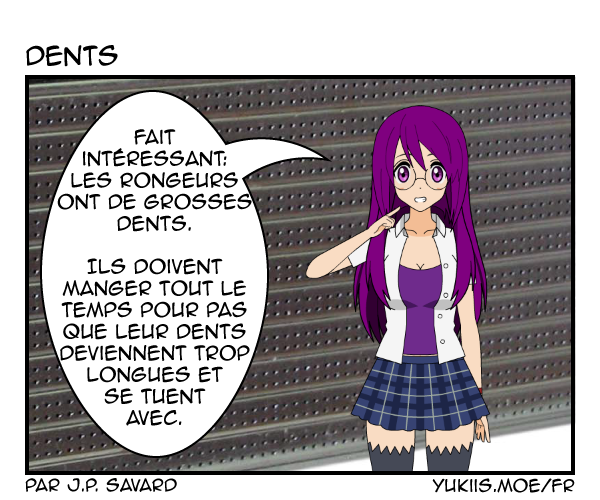 DENTS
FAIT
INTÉRESSANT:
LES RONGEURS
ONT DE GROSSES
DENTS.
ILS DOIVENT
MANGER TOUT LE
TEMPS POUR PAS
QUE LEUR DENTS
DEVIENNENT TROP
LONGUES ET
SE TUENT
AVEC.
PAR J.P. SAVARD
YUKIIS.MOE/FR